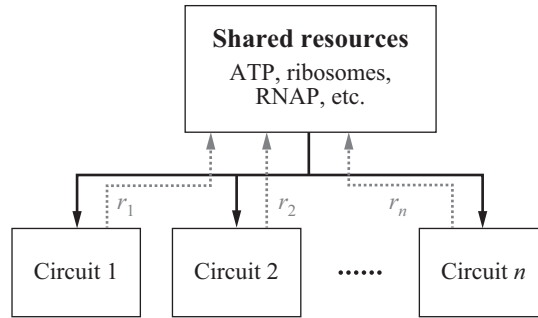 Shared resources
ATP, ribosomes,
RNAP, etc.
r1
r2
rn
Circuit 1
Circuit 2
......
Circuit n